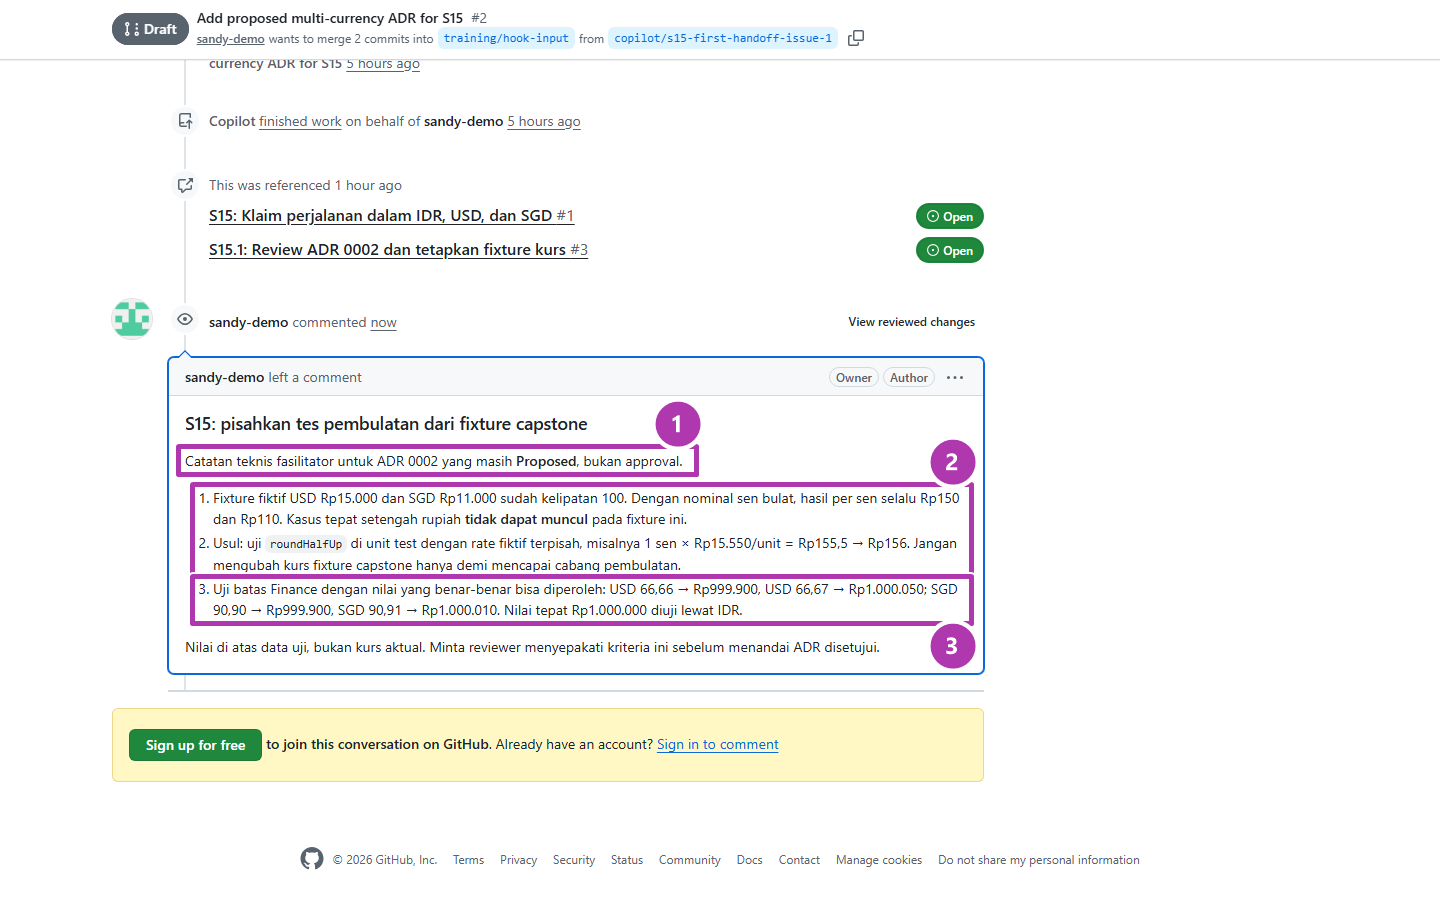 Draft
Add proposed multi-currency ADR for S15 #2
sandy-demo wants to merge 2 commits into training/hook-input from copilot/s15-first-handoff-issue-1
currency ADR for S15 5 hours ago
Copilot finished work on behalf of sandy-demo 5 hours ago
This was referenced 1 hour ago
S15: Klaim perjalanan dalam IDR, USD, dan SGD #1
Open
S15.1: Review ADR 0002 dan tetapkan fixture kurs #3
Open
sandy-demo commented now
View reviewed changes
sandy-demo left a comment
Owner
Author
S15: pisahkan tes pembulatan dari fixture capstone
1
Catatan teknis fasilitator untuk ADR 0002 yang masih Proposed, bukan approval.
2
1. Fixture fiktif USD Rp15.000 dan SGD Rp11.000 sudah kelipatan 100. Dengan nominal sen bulat, hasil per sen selalu Rp150
dan Rp110. Kasus tepat setengah rupiah tidak dapat muncul pada fixture ini.
2. Usul: uji roundHalfUp di unit test dengan rate fiktif terpisah, misalnya 1 sen × Rp15.550/unit = Rp155,5 → Rp156. Jangan
mengubah kurs fixture capstone hanya demi mencapai cabang pembulatan.
3. Uji batas Finance dengan nilai yang benar-benar bisa diperoleh: USD 66,66 → Rp999.900, USD 66,67 → Rp1.000.050; SGD
90,90 → Rp999.900, SGD 90,91 → Rp1.000.010. Nilai tepat Rp1.000.000 diuji lewat IDR.
3
Nilai di atas data uji, bukan kurs aktual. Minta reviewer menyepakati kriteria ini sebelum menandai ADR disetujui.
Sign up for free to join this conversation on GitHub. Already have an account? Sign in to comment
© 2026 GitHub, Inc. Terms Privacy Security Status Community Docs Contact Manage cookies Do not share my personal information